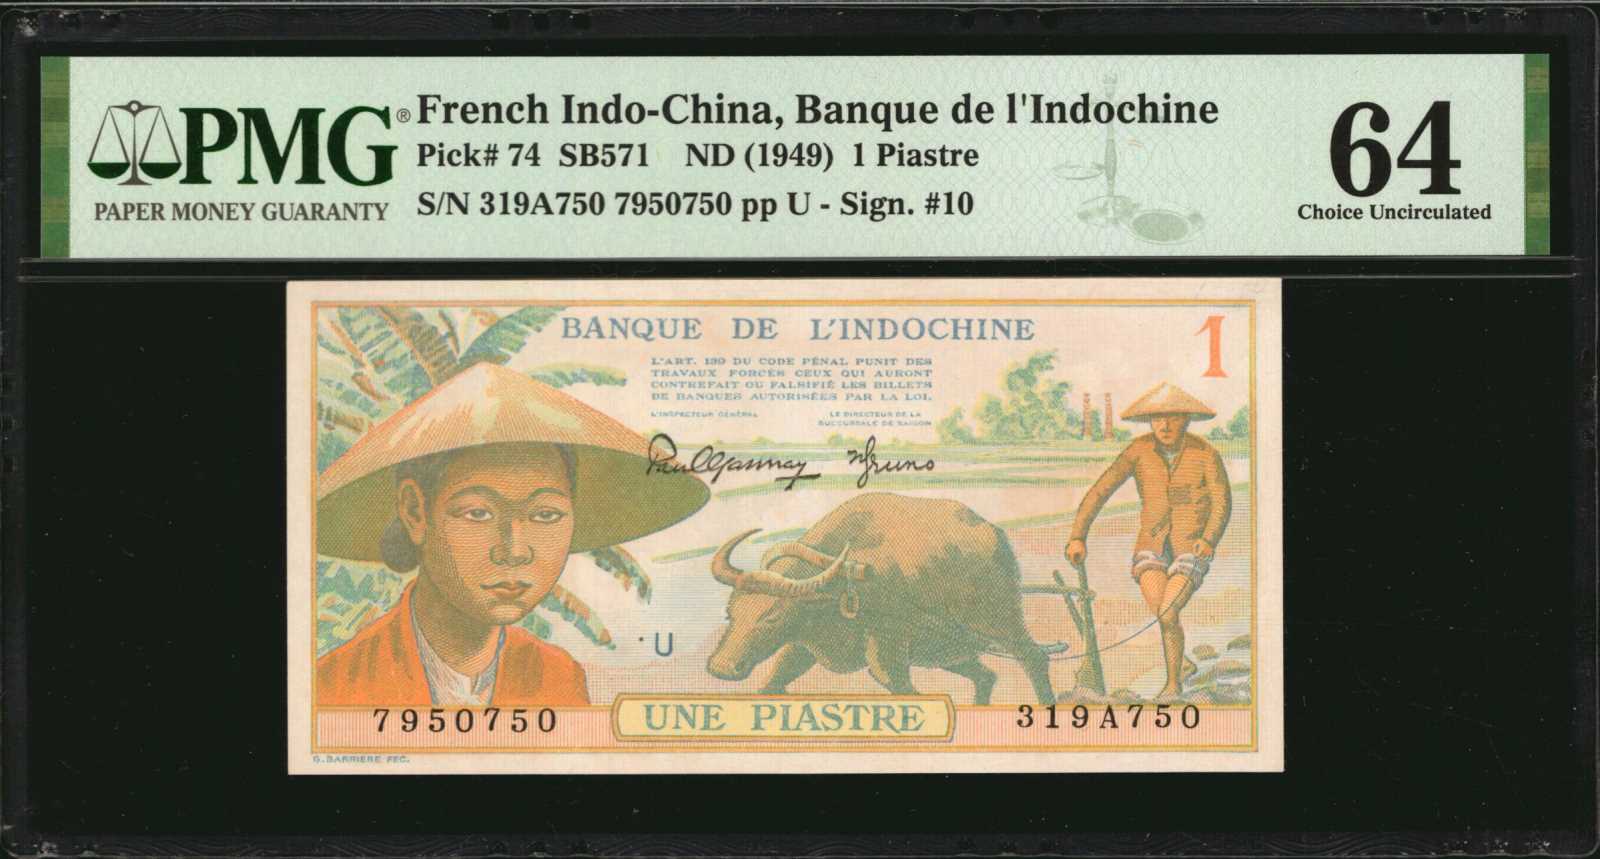 PMG®
PAPER MONEY GUARANTY
French Indo-China, Banque de l'Indochine
Pick# 74 SB571 ND (1949) 1 Piastre
S/N 319A750 7950750 pp U - Sign. #10
64
Choice Uncirculated
BANQUE DE L'INDOCHINE
1
L'ART. 139 DU CODE PÉNAL PUNIT DES
TRAVAUX FORCÉS CEUX QUI AURONT
CONTREFAIT OU FALSIFIÉ LES BILLETS
DE BANQUES AUTORISÉES PAR LA LOI.
L'INSPECTEUR GÉNÉRAL
LE DIRECTEUR DE LA
SUCCURSALE DE SAIGON
Paul Gannay
U
7950750
UNE PIASTRE
319A750
G. BARRIERE FEC.